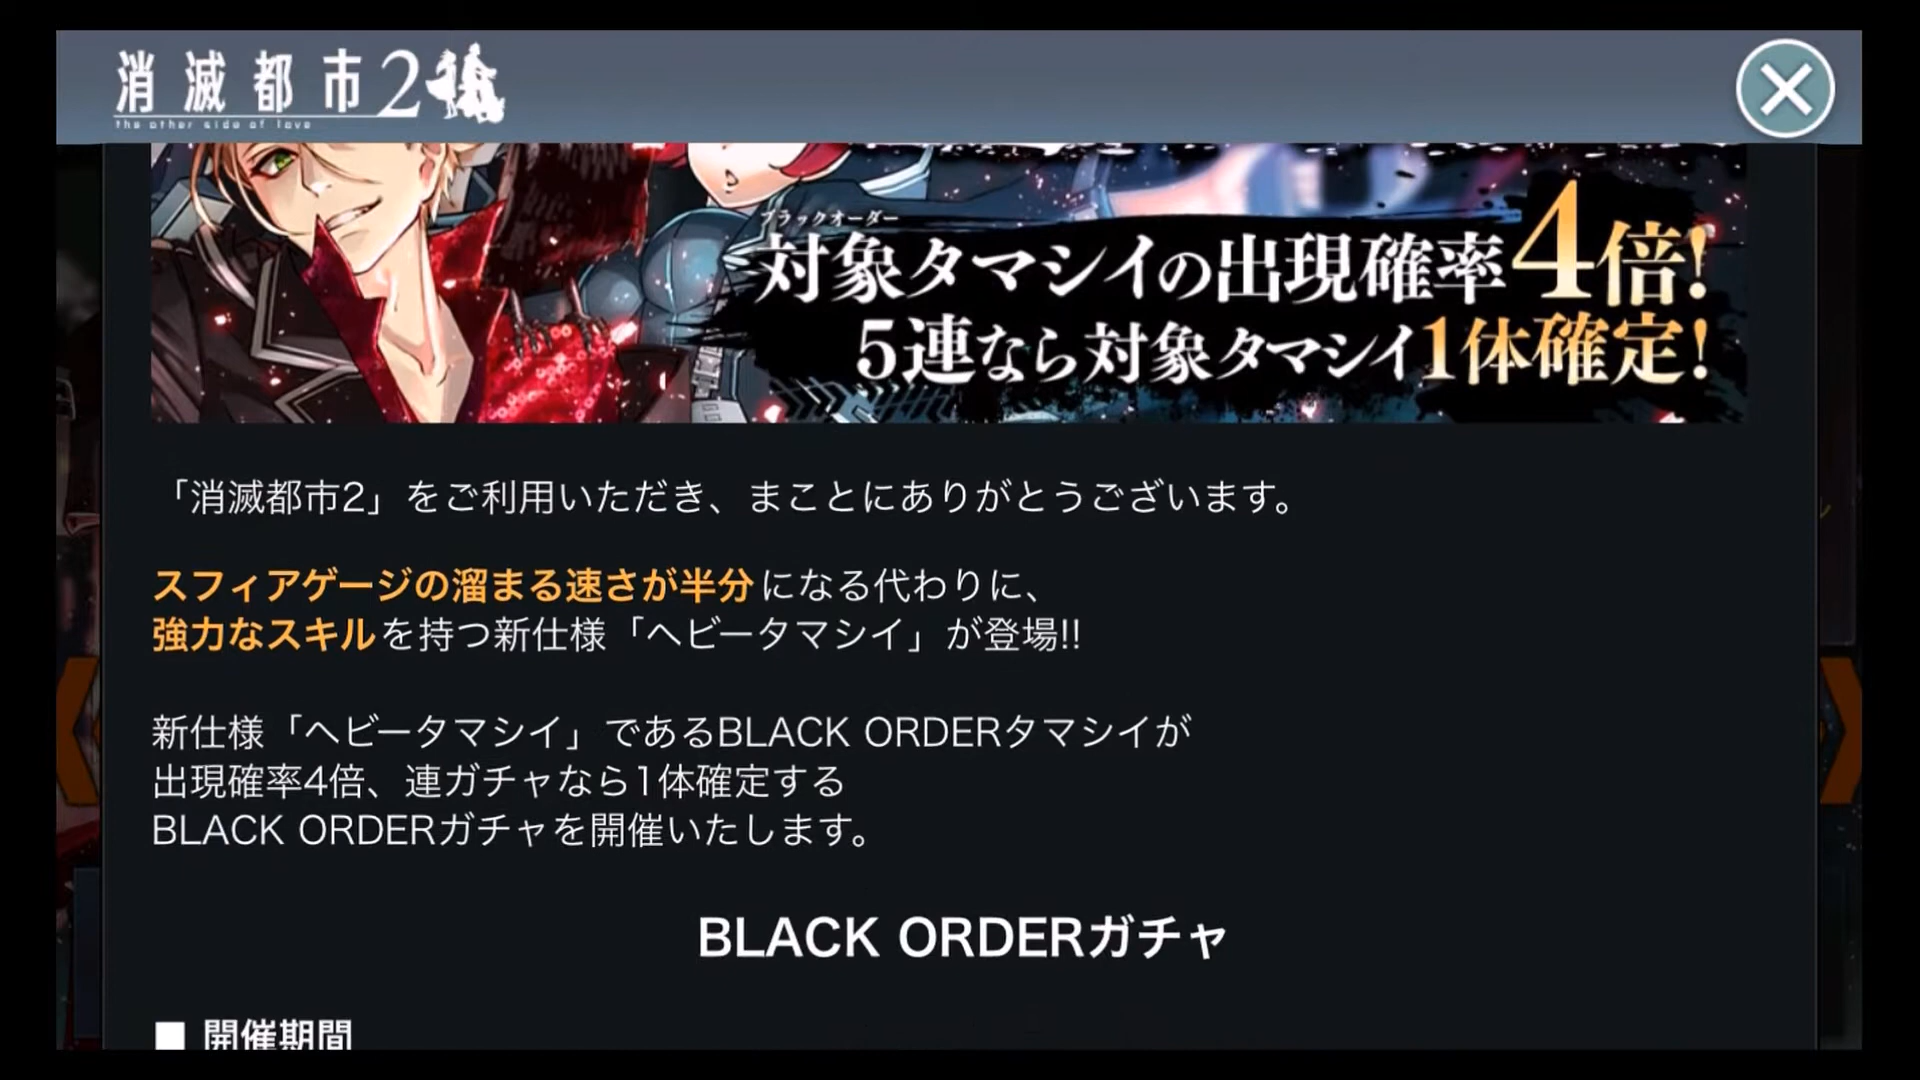 消滅都市2
the other side of love
ブラックオーダー
対象タマシイの出現確率4倍!
5連なら対象タマシイ1体確定!
「消滅都市2」をご利用いただき、まことにありがとうございます。
スフィアゲージの溜まる速さが半分になる代わりに、
強力なスキルを持つ新仕様「ヘビータマシイ」が登場!!
新仕様「ヘビータマシイ」であるBLACK ORDERタマシイが
出現確率4倍、連ガチャなら1体確定する
BLACK ORDERガチャを開催いたします。
BLACK ORDERガチャ
■ 開催期間